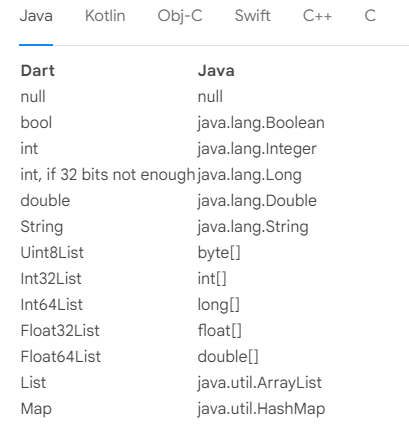 Java Kotlin Obj-C Swift C++ C
Dart Java
null null
bool java.lang.Boolean
int java.lang.Integer
int, if 32 bits not enough java.lang.Long
double java.lang.Double
String java.lang.String
Uint8List byte[]
Int32List int[]
Int64List long[]
Float32List float[]
Float64List double[]
List java.util.ArrayList
Map java.util.HashMap